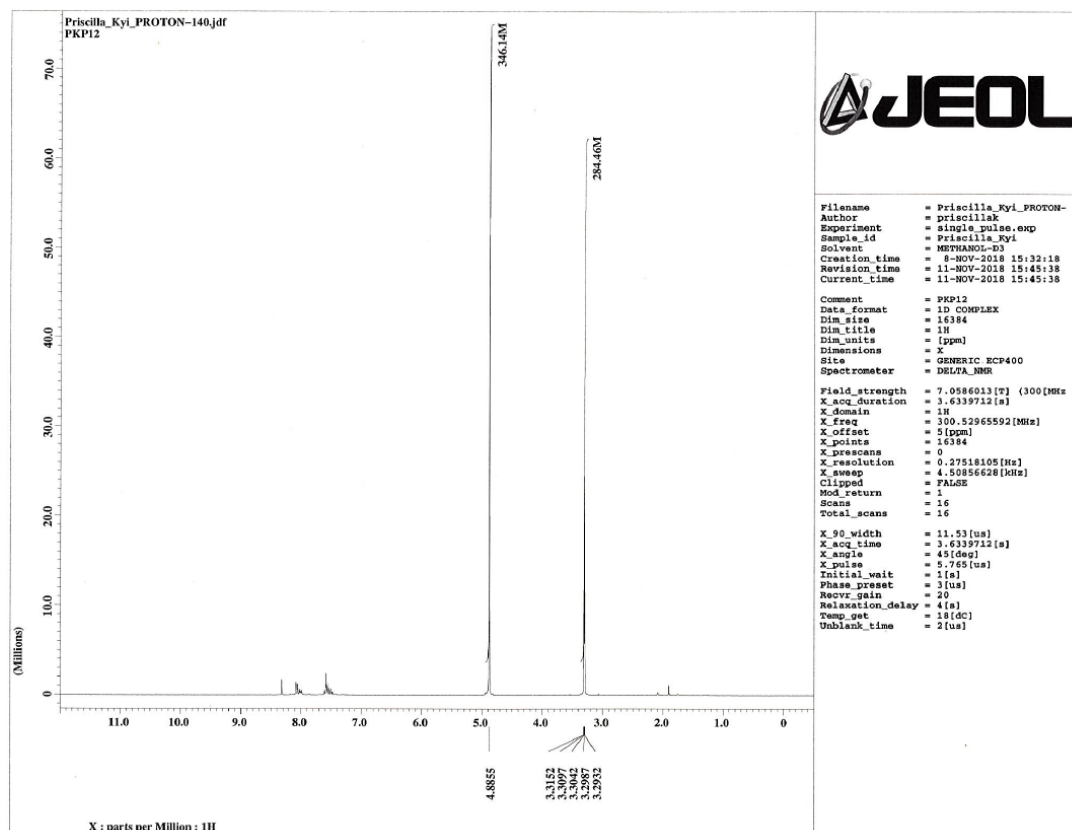 Priscilla_Kyi_PROTON-140.jdf
PKP12
346.14M
284.46M
(Millions)
70.0
60.0
50.0
40.0
30.0
20.0
10.0
0
11.0 10.0 9.0 8.0 7.0 6.0 5.0 4.0 3.0 2.0 1.0 0
4.8855
3.3152
3.3097
3.3042
3.2987
3.2932
X : parts per Million : 1H
JEOL
Filename = Priscilla_Kyi_PROTON-
Author = priscillak
Experiment = single_pulse.exp
Sample_id = Priscilla_Kyi
Solvent = METHANOL-D3
Creation_time = 8-NOV-2018 15:32:18
Revision_time = 11-NOV-2018 15:45:38
Current_time = 11-NOV-2018 15:45:38
Comment = PKP12
Data_format = 1D COMPLEX
Dim_size = 16384
Dim_title = 1H
Dim_units = [ppm]
Dimensions = X
Site = GENERIC ECP400
Spectrometer = DELTA_NMR
Field_strength = 7.0586013[T] (300[MHz
X_acq_duration = 3.6339712[s]
X_domain = 1H
X_freq = 300.52965592[MHz]
X_offset = 5[ppm]
X_points = 16384
X_prescans = 0
X_resolution = 0.27518105[Hz]
X_sweep = 4.50856628[kHz]
Clipped = FALSE
Mod_return = 1
Scans = 16
Total_scans = 16
X_90_width = 11.53[us]
X_acq_time = 3.6339712[s]
X_angle = 45[deg]
X_pulse = 5.765[us]
Initial_wait = 1[s]
Phase_preset = 3[us]
Recvr_gain = 20
Relaxation_delay = 4[s]
Temp_get = 18[dC]
Unblank_time = 2[us]